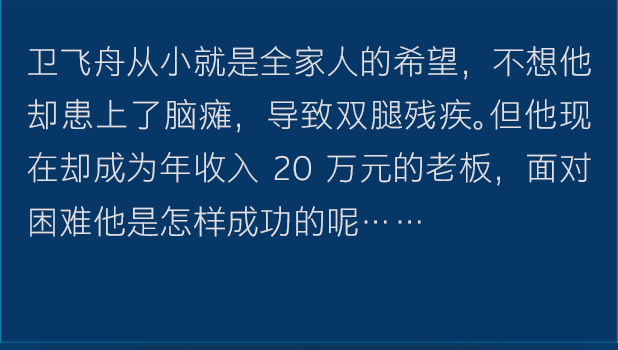 卫飞舟从小就是全家人的希望，不想他
却患上了脑瘫，导致双腿残疾。但他现
在却成为年收入 20 万元的老板，面对
困难他是怎样成功的呢……